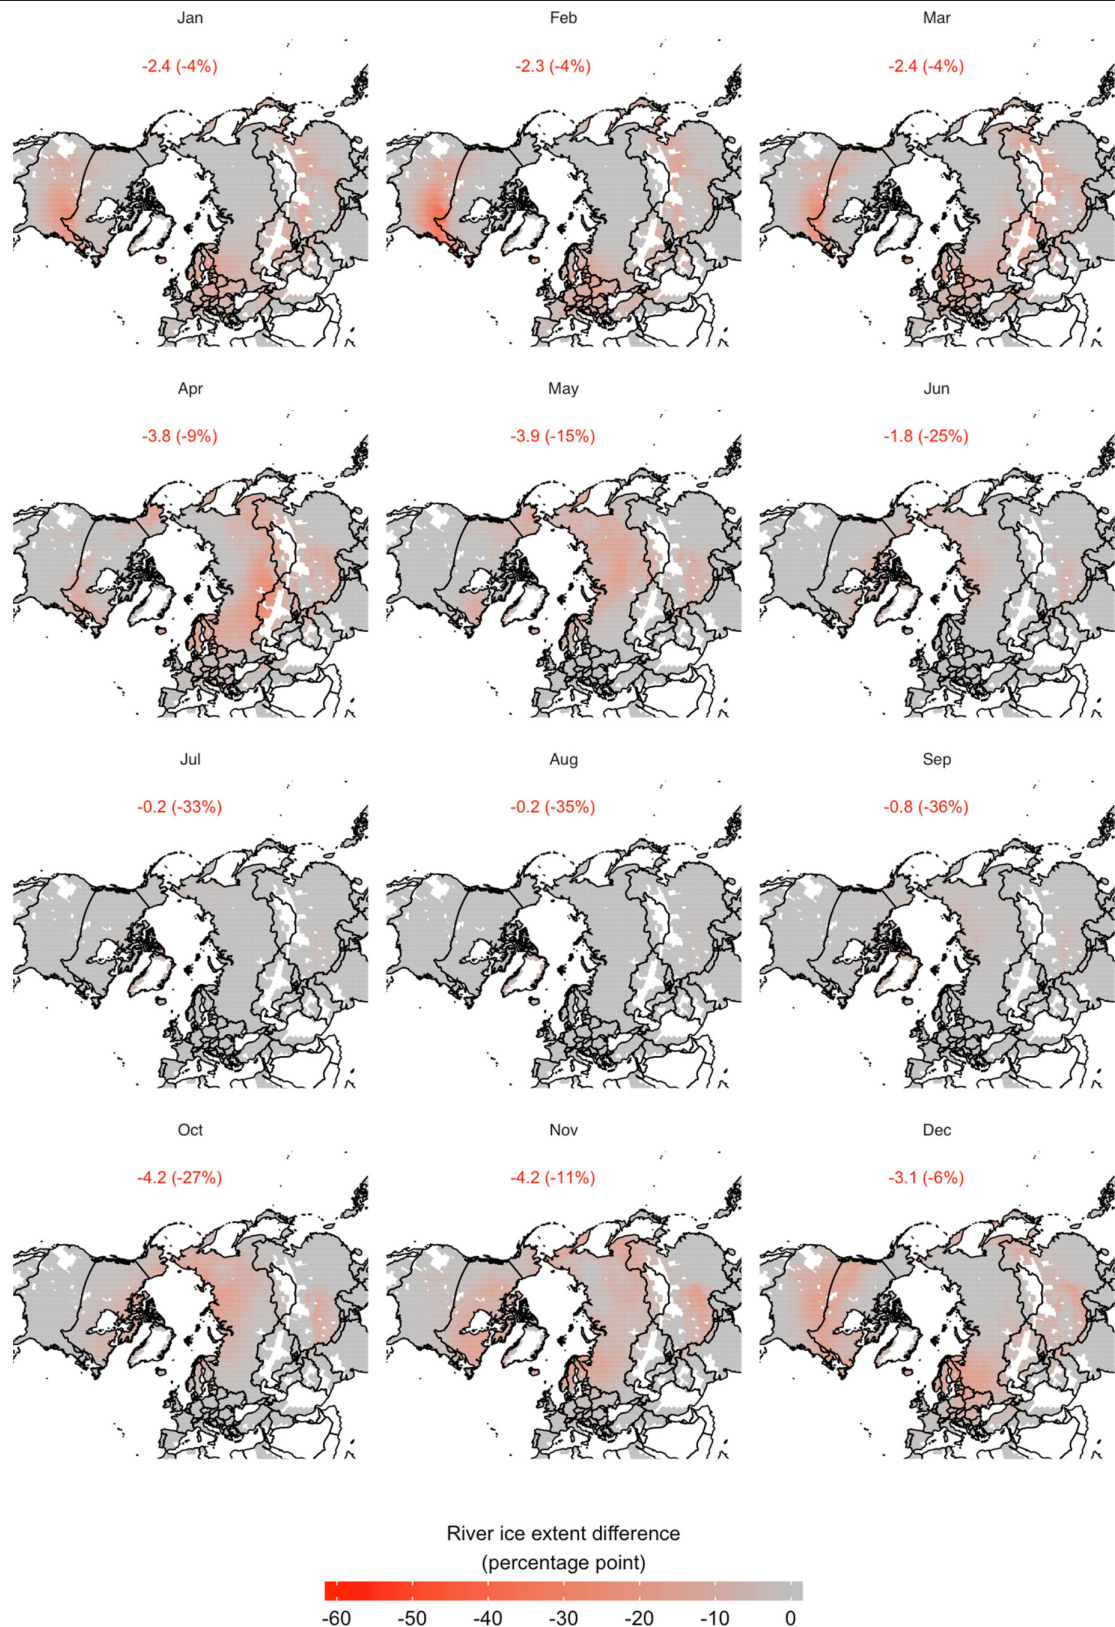 Jan
Feb
Mar
-2.4 (-4%)
-2.3 (-4%)
-2.4 (-4%)
Apr
May
Jun
-3.8 (-9%)
-3.9 (-15%)
-1.8 (-25%)
Jul
Aug
Sep
-0.2 (-33%)
-0.2 (-35%)
-0.8 (-36%)
Oct
Nov
Dec
-4.2 (-27%)
-4.2 (-11%)
-3.1 (-6%)
River ice extent difference
(percentage point)
-60 -50 -40 -30 -20 -10 0